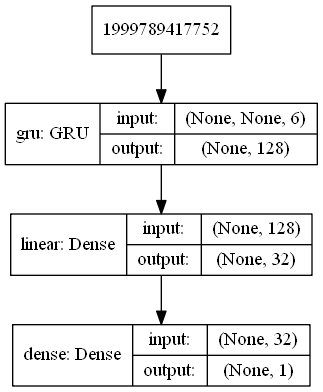 1999789417752
gru: GRU
input:
(None, None, 6)
output:
(None, 128)
linear: Dense
input:
(None, 128)
output:
(None, 32)
dense: Dense
input:
(None, 32)
output:
(None, 1)